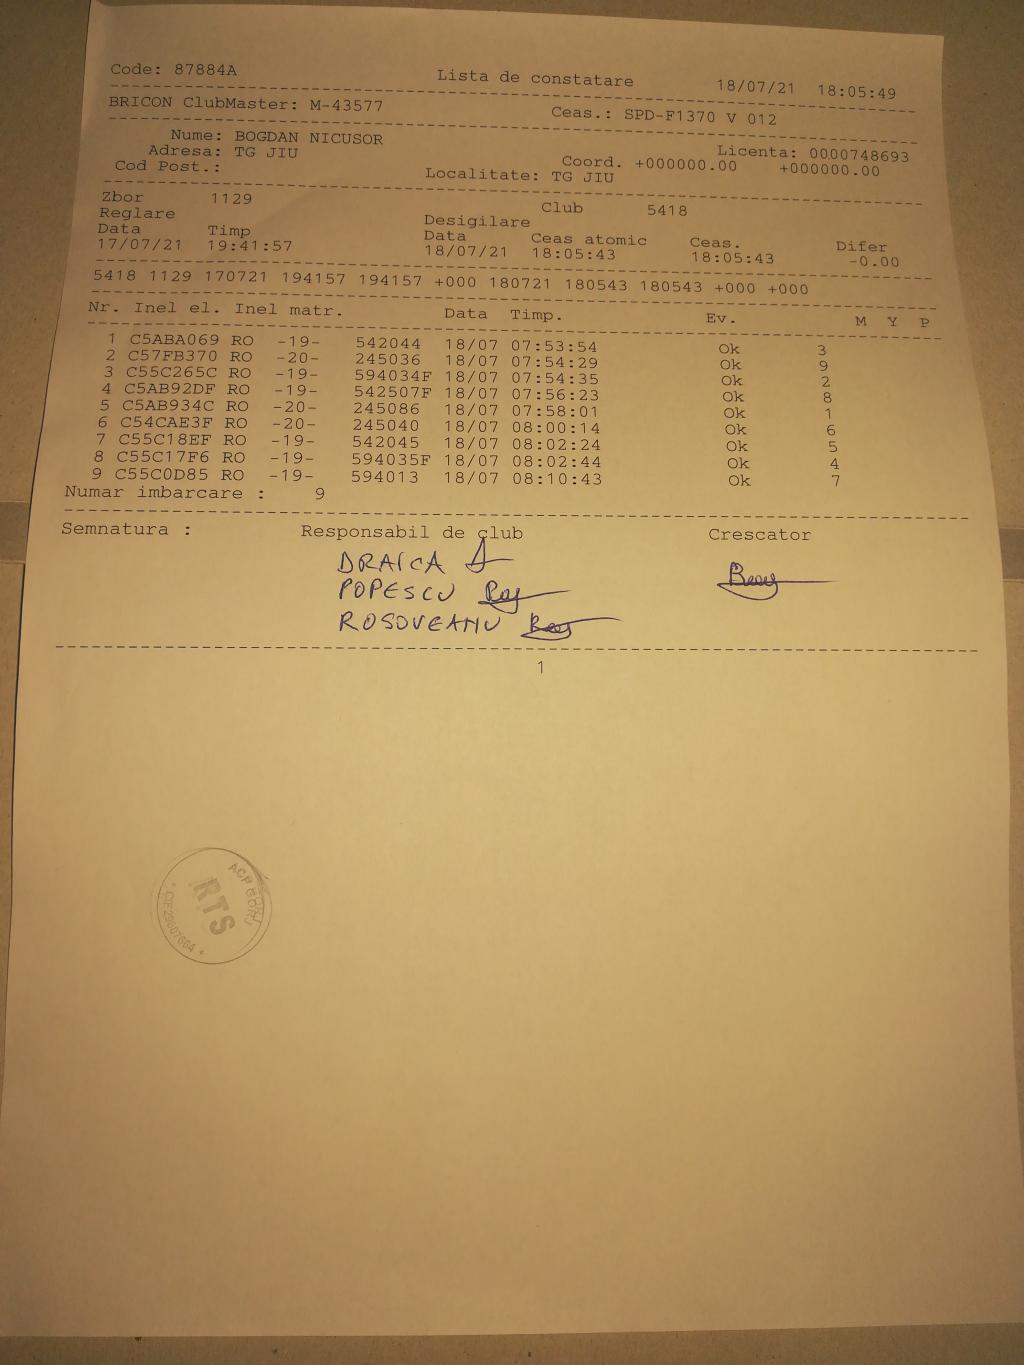 Code: 87884A Lista de constatare 18/07/21 18:05:49
BRICON ClubMaster: M-43577 Ceas.: SPD-F1370 V 012
Nume: BOGDAN NICUSOR Licenta: 0000748693
Adresa: TG JIU Coord. +000000.00 +000000.00
Cod Post.: Localitate: TG JIU
Zbor 1129 Club 5418
Reglare Desigilare
Data Timp Data Ceas atomic Ceas. Difer
17/07/21 19:41:57 18/07/21 18:05:43 18:05:43 -0.00
5418 1129 170721 194157 194157 +000 180721 180543 180543 +000 +000
Nr. Inel el. Inel matr. Data Timp. Ev. M Y P
1 C5ABA069 RO -19- 542044 18/07 07:53:54 Ok 3
2 C57FB370 RO -20- 245036 18/07 07:54:29 Ok 9
3 C55C265C RO -19- 594034F 18/07 07:54:35 Ok 2
4 C5AB92DF RO -19- 542507F 18/07 07:56:23 Ok 8
5 C5AB934C RO -20- 245086 18/07 07:58:01 Ok 1
6 C54CAE3F RO -20- 245040 18/07 08:00:14 Ok 6
7 C55C18EF RO -19- 542045 18/07 08:02:24 Ok 5
8 C55C17F6 RO -19- 594035F 18/07 08:02:44 Ok 4
9 C55C0D85 RO -19- 594013 18/07 08:10:43 Ok 7
Numar imbarcare : 9
Semnatura : Responsabil de club Crescator
DRAICA
POPESCU
ROSOVEANU
1
ACP GORJ
RTS